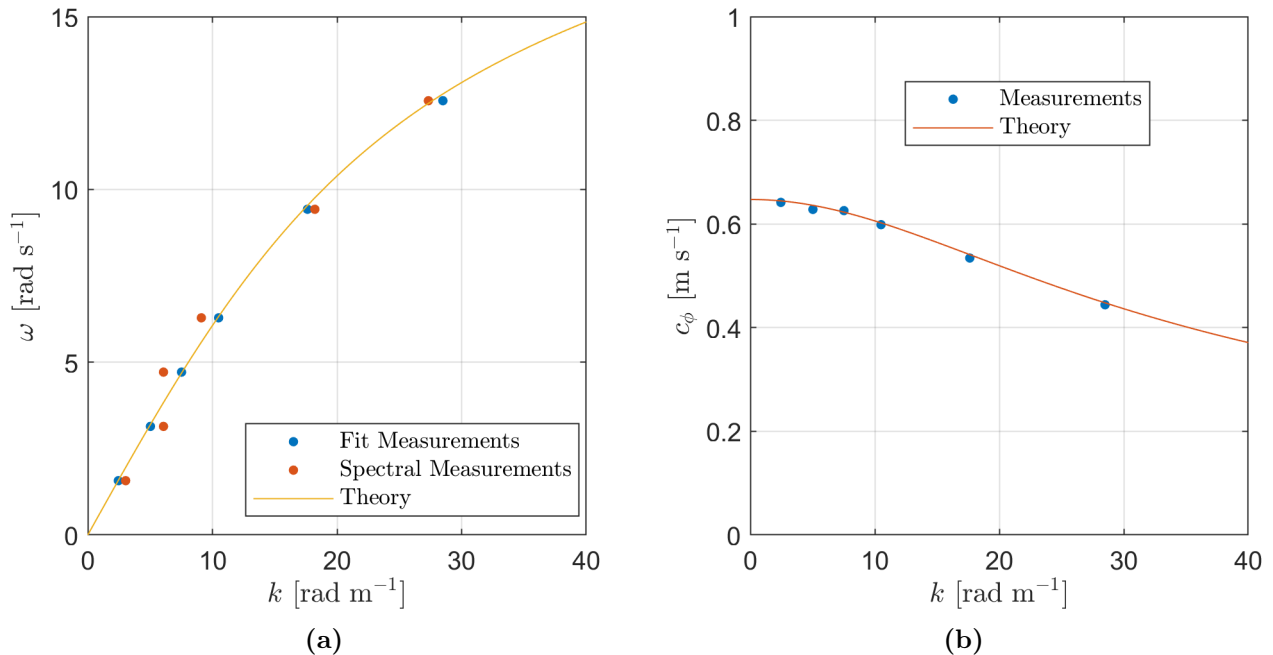 15
10
5
0
0 10 20 30 40
ω [rad s⁻¹]
k [rad m⁻¹]
Fit Measurements
Spectral Measurements
Theory
(a)
1
0.8
0.6
0.4
0.2
0
0 10 20 30 40
c_ϕ [m s⁻¹]
k [rad m⁻¹]
Measurements
Theory
(b)